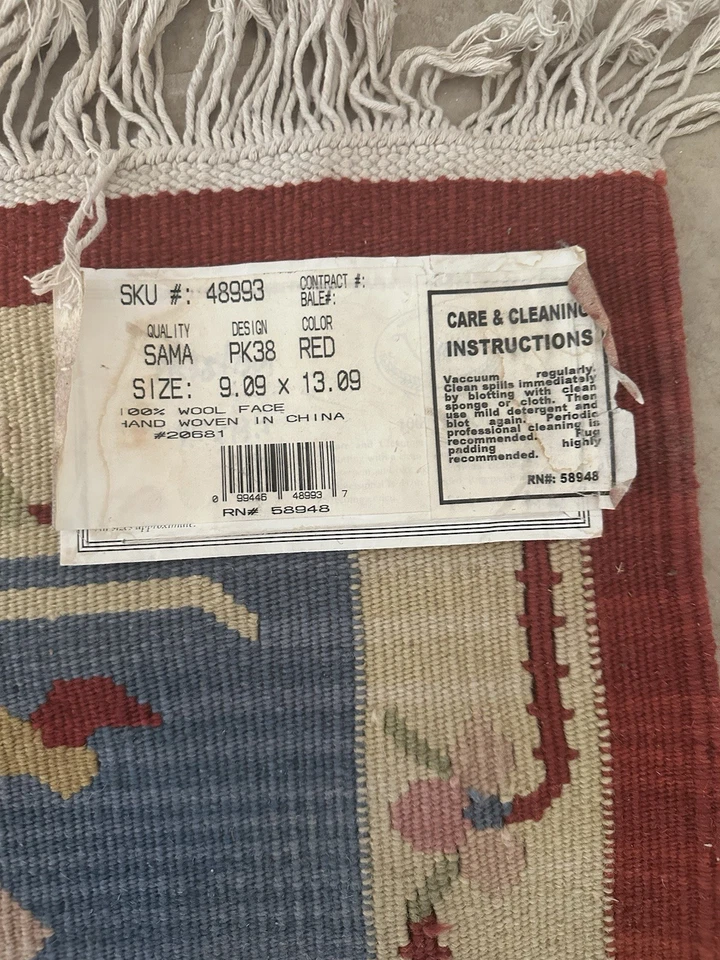 SKU #: 48993
CONTRACT #:
BALE#:
QUALITY DESIGN COLOR
SAMA PK38 RED
SIZE: 9.09 x 13.09
100% WOOL FACE
HAND WOVEN IN CHINA
#20681
0 99446 48993 7
RN# 58948
approximate.
CARE & CLEANING
INSTRUCTIONS
Vaccuum regularly.
Clean spills immediately
by blotting with clean
sponge or cloth. Then
use mild detergent and
blot again. Periodic
professional cleaning is
recommended. Rug
padding highly
recommended.
RN#: 58948